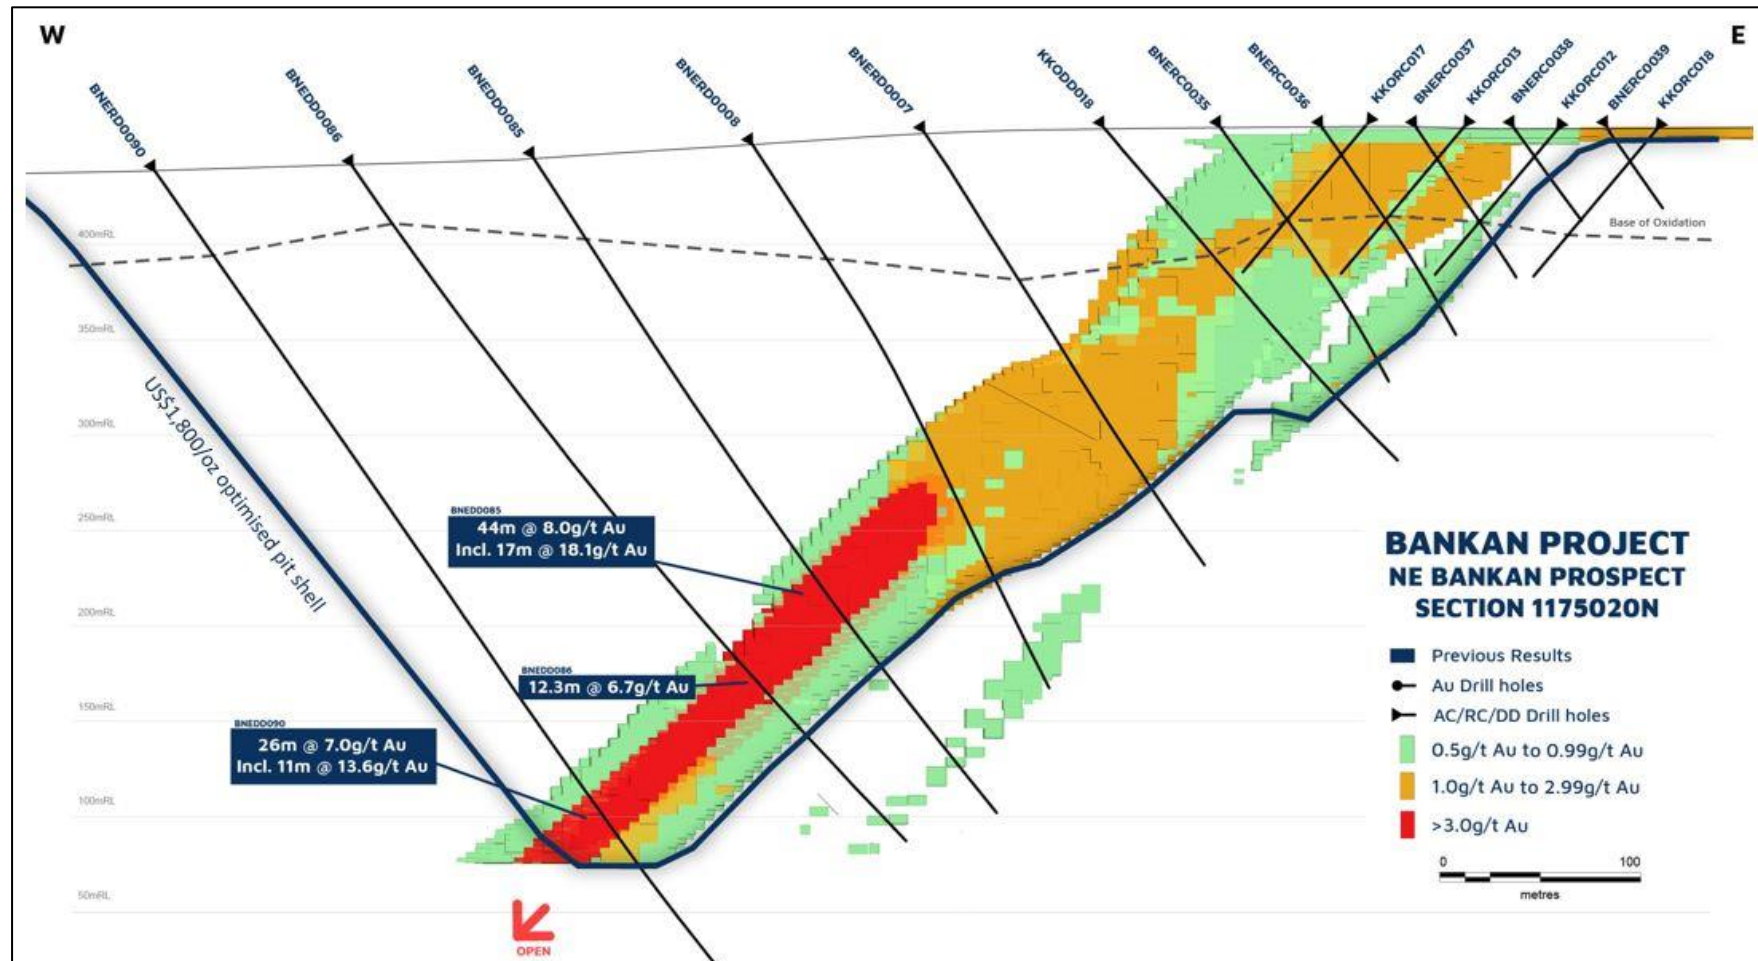 W
E
BNERD0090
BNEDD0086
BNEDD0085
BNERD0008
BNERD0007
KKODD018
BNERC0035
BNERC0036
KKORC017
BNERC0037
KKORC013
BNERC0038
KKORC012
BNERC0039
KKORC018
400mRL
350mRL
300mRL
250mRL
200mRL
150mRL
100mRL
50mRL
Base of Oxidation
US$1,800/oz optimised pit shell
BNEDD085
44m @ 8.0g/t Au
Incl. 17m @ 18.1g/t Au
BNEDD086
12.3m @ 6.7g/t Au
BNEDD090
26m @ 7.0g/t Au
Incl. 11m @ 13.6g/t Au
OPEN
BANKAN PROJECT
NE BANKAN PROSPECT
SECTION 1175020N
Previous Results
Au Drill holes
AC/RC/DD Drill holes
0.5g/t Au to 0.99g/t Au
1.0g/t Au to 2.99g/t Au
>3.0g/t Au
0 100
metres